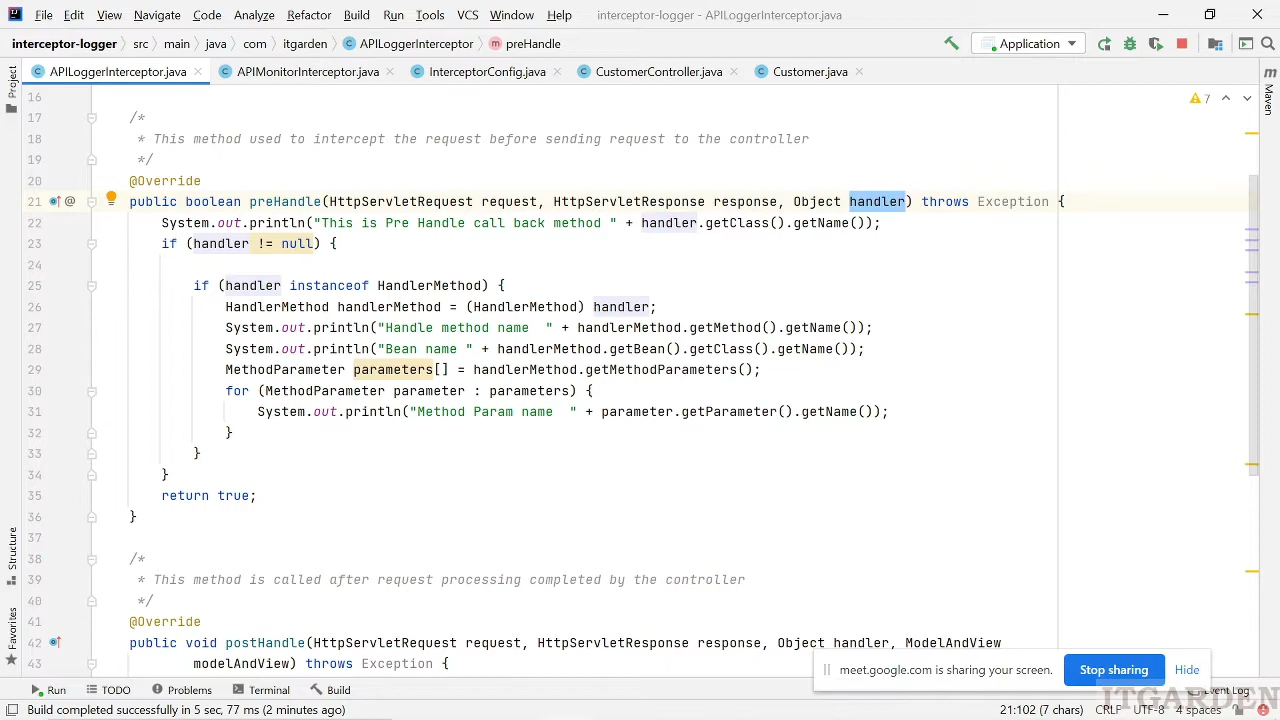 File Edit View Navigate Code Analyze Refactor Build Run Tools VCS Window Help interceptor-logger - APILoggerInterceptor.java
interceptor-logger src main java com itgarden APILoggerInterceptor m preHandle Application
APILoggerInterceptor.java APIMonitorInterceptor.java InterceptorConfig.java CustomerController.java Customer.java
Project
m Maven
7
16
17 /*
18 * This method used to intercept the request before sending request to the controller
19 */
20 @Override
21 @ public boolean preHandle(HttpServletRequest request, HttpServletResponse response, Object handler) throws Exception {
22 System.out.println("This is Pre Handle call back method " + handler.getClass().getName());
23 if (handler != null) {
24
25 if (handler instanceof HandlerMethod) {
26 HandlerMethod handlerMethod = (HandlerMethod) handler;
27 System.out.println("Handle method name  " + handlerMethod.getMethod().getName());
28 System.out.println("Bean name " + handlerMethod.getBean().getClass().getName());
29 MethodParameter parameters[] = handlerMethod.getMethodParameters();
30 for (MethodParameter parameter : parameters) {
31 System.out.println("Method Param name  " + parameter.getParameter().getName());
32 }
33 }
34 }
35 return true;
36 }
37
38 /*
39 * This method is called after request processing completed by the controller
40 */
41 @Override
42 public void postHandle(HttpServletRequest request, HttpServletResponse response, Object handler, ModelAndView
43 modelAndView) throws Exception {
Structure
Favorites
meet.google.com is sharing your screen. Stop sharing Hide
Run TODO Problems Terminal Build Event Log
ITGARDEN
Build completed successfully in 5 sec, 77 ms (2 minutes ago) 21:102 (7 chars) CRLF UTF-8 4 spaces